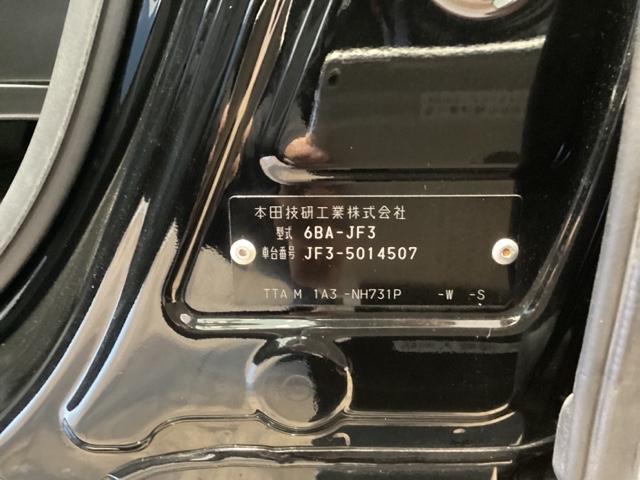 本田技研工業株式会社
型式 6BA-JF3
車台番号 JF3-5014507
TTA M 1A3 -NH731P -W -S